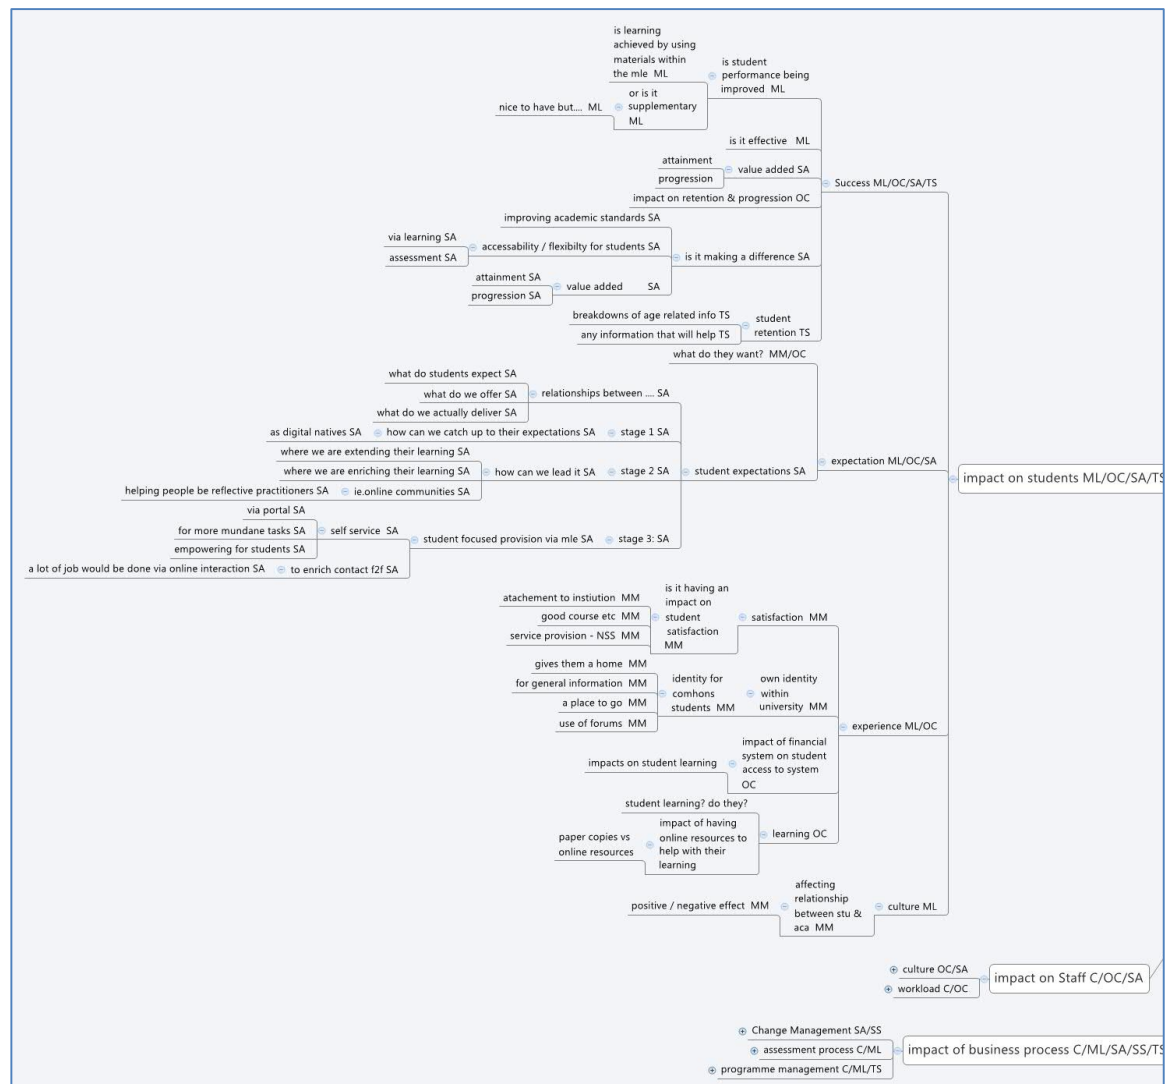 is learning
achieved by using
materials within
the mle ML
or is it
supplementary
ML
nice to have but.... ML
is student
performance being
improved ML
is it effective ML
attainment
progression
value added SA
impact on retention & progression OC
improving academic standards SA
via learning SA
assessment SA
accessability / flexibilty for students SA
attainment SA
progression SA
value added SA
is it making a difference SA
breakdowns of age related info TS
any information that will help TS
student
retention TS
Success ML/OC/SA/TS
what do they want? MM/OC
what do students expect SA
what do we offer SA
what do we actually deliver SA
relationships between .... SA
as digital natives SA
how can we catch up to their expectations SA
stage 1 SA
where we are extending their learning SA
where we are enriching their learning SA
helping people be reflective practitioners SA
ie.online communities SA
how can we lead it SA
stage 2 SA
via portal SA
for more mundane tasks SA
empowering for students SA
self service SA
a lot of job would be done via online interaction SA
to enrich contact f2f SA
student focused provision via mle SA
stage 3: SA
student expectations SA
expectation ML/OC/SA
impact on students ML/OC/SA/TS
atachement to instiution MM
good course etc MM
service provision - NSS MM
is it having an
impact on
student
satisfaction
MM
satisfaction MM
gives them a home MM
for general information MM
a place to go MM
use of forums MM
identity for
comhons
students MM
own identity
within
university MM
impacts on student learning
impact of financial
system on student
access to system
OC
student learning? do they?
paper copies vs
online resources
impact of having
online resources to
help with their
learning
learning OC
experience ML/OC
positive / negative effect MM
affecting
relationship
between stu &
aca MM
culture ML
culture OC/SA
workload C/OC
impact on Staff C/OC/SA
Change Management SA/SS
assessment process C/ML
programme management C/ML/TS
impact of business process C/ML/SA/SS/TS